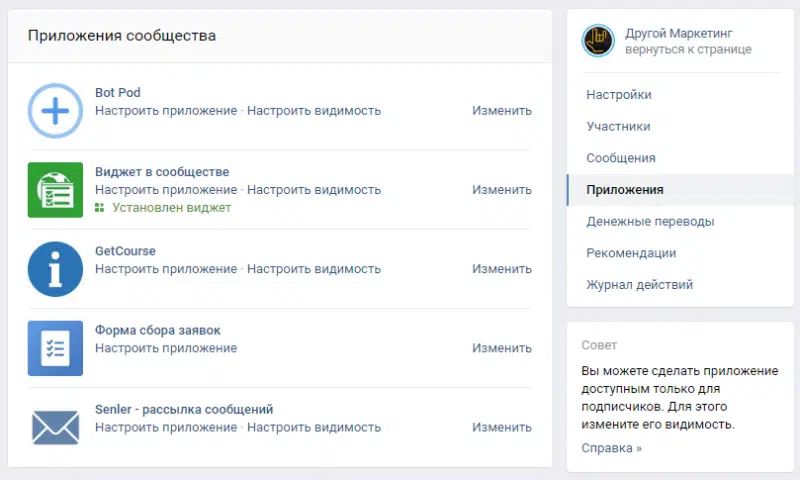 Приложения сообщества
Bot Pod
Настроить приложение · Настроить видимость
Изменить
Виджет в сообществе
Настроить приложение · Настроить видимость
Изменить
Установлен виджет
GetCourse
Настроить приложение · Настроить видимость
Изменить
Форма сбора заявок
Настроить приложение
Изменить
Senler - рассылка сообщений
Настроить приложение · Настроить видимость
Изменить
Другой Маркетинг
вернуться к странице
Настройки
Участники
Сообщения
Приложения
Денежные переводы
Рекомендации
Журнал действий
Совет
Вы можете сделать приложение
доступным только для
подписчиков. Для этого
измените его видимость.
Справка »